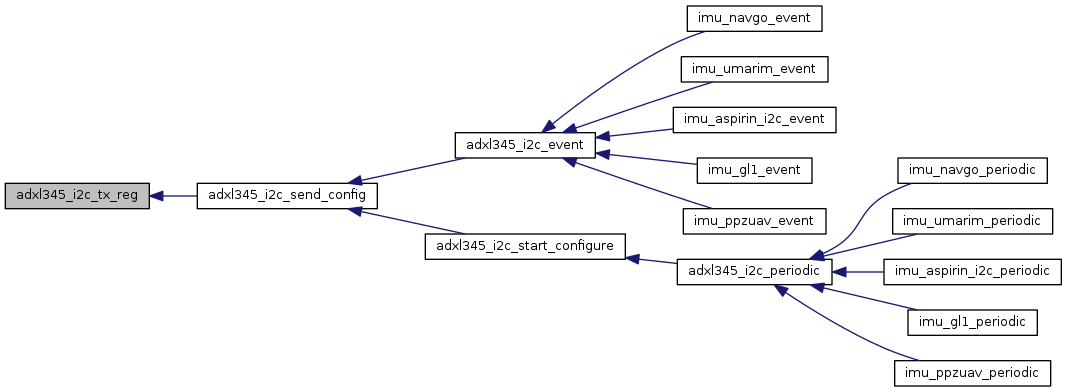 imu_navgo_event
imu_umarim_event
imu_aspirin_i2c_event
adxl345_i2c_event
imu_gl1_event
imu_navgo_periodic
adxl345_i2c_tx_reg
adxl345_i2c_send_config
imu_ppzuav_event
imu_umarim_periodic
adxl345_i2c_start_configure
adxl345_i2c_periodic
imu_aspirin_i2c_periodic
imu_gl1_periodic
imu_ppzuav_periodic